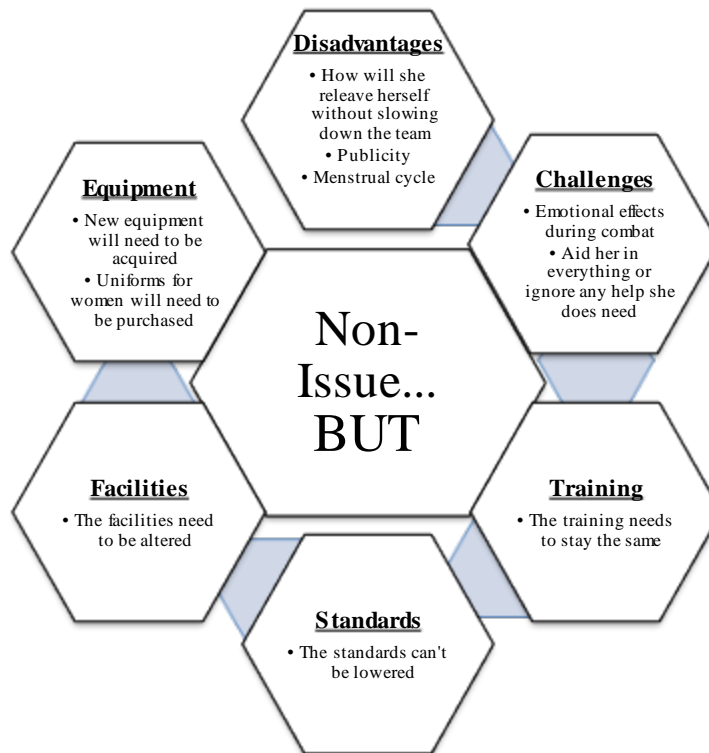 Disadvantages
• How will she
releave herself
without slowing
down the team
• Publicity
• Menstrual cycle
Challenges
• Emotional effects
during combat
• Aid her in
everything or
ignore any help she
does need
Training
• The training needs
to stay the same
Standards
• The standards can't
be lowered
Facilities
• The facilities need
to be altered
Equipment
• New equipment
will need to be
acquired
• Uniforms for
women will need to
be purchased
Non-
Issue...
BUT